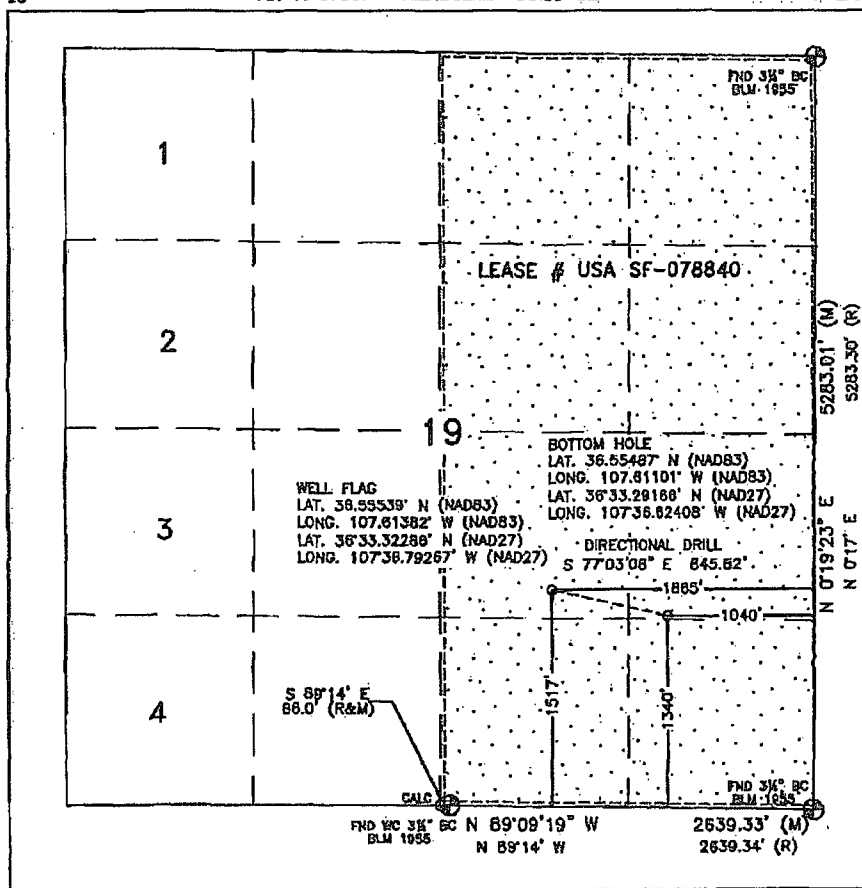 FND 3¼" BC
BLM 1955
1
LEASE # USA SF-078840
2
5283.01' (M)
5283.30' (R)
19
BOTTOM HOLE
LAT. 36.55487° N (NAD83)
LONG. 107.61101° W (NAD83)
LAT. 36°33.29168' N (NAD27)
LONG. 107°36.62408' W (NAD27)
WELL FLAG
LAT. 36.55539° N (NAD83)
LONG. 107.61382° W (NAD83)
LAT. 36°33.32288' N (NAD27)
LONG. 107°36.79267' W (NAD27)
3
DIRECTIONAL DRILL
S 77°03'08" E 845.62'
N 0°19'23" E
N 0°17' E
1865'
1040'
1517'
1340'
S 89°14' E
66.0' (R&M)
4
CALC
FND 3¼" BC
BLM 1955
FND WC 3¼" BC
BLM 1955
N 89°09'19" W
2639.33' (M)
N 89°14' W
2639.34' (R)